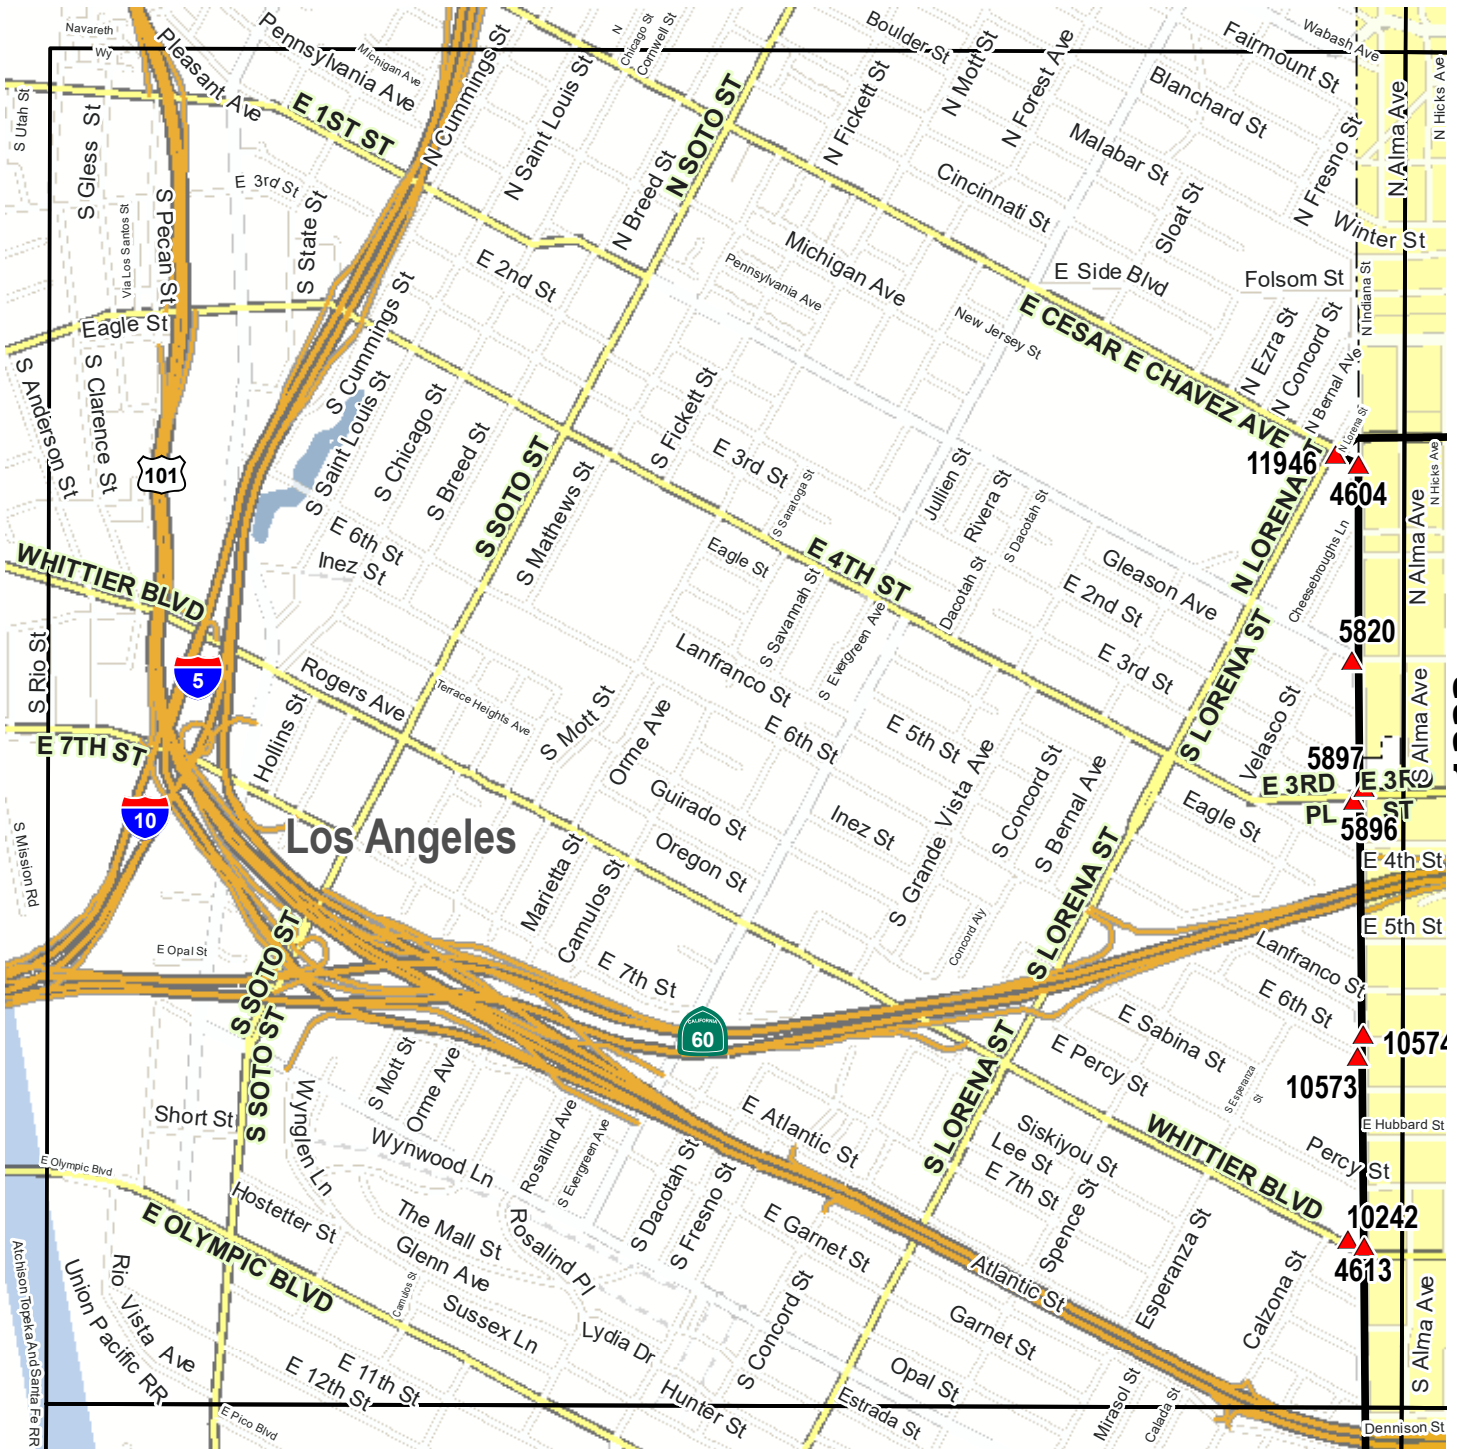 Navareth
Wy
Pleasant Ave
Pennsylvania Ave
Michigan Ave
N Cummings St
N
Chicago St
Cornwell St
Boulder St
N Mott St
N Forest Ave
Fairmount St
Wabash Ave
N Hicks Ave
S Utah St
S Gless St
E 1ST ST
N Saint Louis St
N SOTO ST
N Fickett St
Blanchard St
Malabar St
N Alma Ave
N Fresno St
S Pecan St
Via Los Santos St
E 3rd St
S State St
N Breed St
Cincinnati St
Sloat St
Winter St
Michigan Ave
Pennsylvania Ave
E 2nd St
E Side Blvd
Folsom St
N Indiana St
Eagle St
S Cummings St
New Jersey St
E CESAR E CHAVEZ AVE
N Ezra St
N Concord St
N Bernal Ave
N Lorena St
S Anderson St
S Clarence St
S Saint Louis St
S Chicago St
S Breed St
S Fickett St
E 3rd St
S Saratoga St
Jullien St
Rivera St
S Dacotah St
11946
4604
N Hicks Ave
101
S SOTO ST
S Mathews St
E 6th St
Inez St
Eagle St
E 4TH ST
Dacotah St
Gleason Ave
E 2nd St
N LORENA ST
Cheesebroughs Ln
N Alma Ave
WHITTIER BLVD
S Rio St
5
Rogers Ave
Terrace Heights Ave
Lanfranco St
S Savannah St
S Evergreen Ave
E 3rd St
S LORENA ST
5820
E 7TH ST
Hollins St
S Mott St
Orme Ave
E 6th St
E 5th St
Velasco St
S Alma Ave
5897
E 3RD
PL
E 3RD
ST
5896
10
Los Angeles
Guirado St
Oregon St
Inez St
S Grande Vista Ave
S Concord St
S Bernal Ave
Eagle St
E 4th St
S Mission Rd
Marietta St
Camulos St
Concord Aly
S LORENA ST
E 5th St
E Opal St
S SOTO ST
E 7th St
Lanfranco St
E 6th St
CALIFORNIA
60
S SOTO ST
S Mott St
Orme Ave
S LORENA ST
E Sabina St
E Percy St
S Esperanza
St
10574
10573
Short St
Wynglen Ln
Wynwood Ln
Rosalind Ave
S Evergreen Ave
E Atlantic St
Siskiyou St
Lee St
E 7th St
WHITTIER BLVD
E Hubbard St
Percy St
E Olympic Blvd
Hostetter St
E OLYMPIC BLVD
The Mall St
Glenn Ave
Rosalind Pl
S Dacotah St
S Fresno St
E Garnet St
Spence St
Esperanza St
10242
4613
Atchison Topeka And Santa Fe RR
Union Pacific RR
Rio Vista Ave
Camulos St
Sussex Ln
Lydia Dr
S Concord St
Atlantic St
Garnet St
Calzona St
S Alma Ave
E 11th St
E 12th St
E Pico Blvd
Hunter St
Opal St
Estrada St
Mirasol St
Calada St
Dennison St